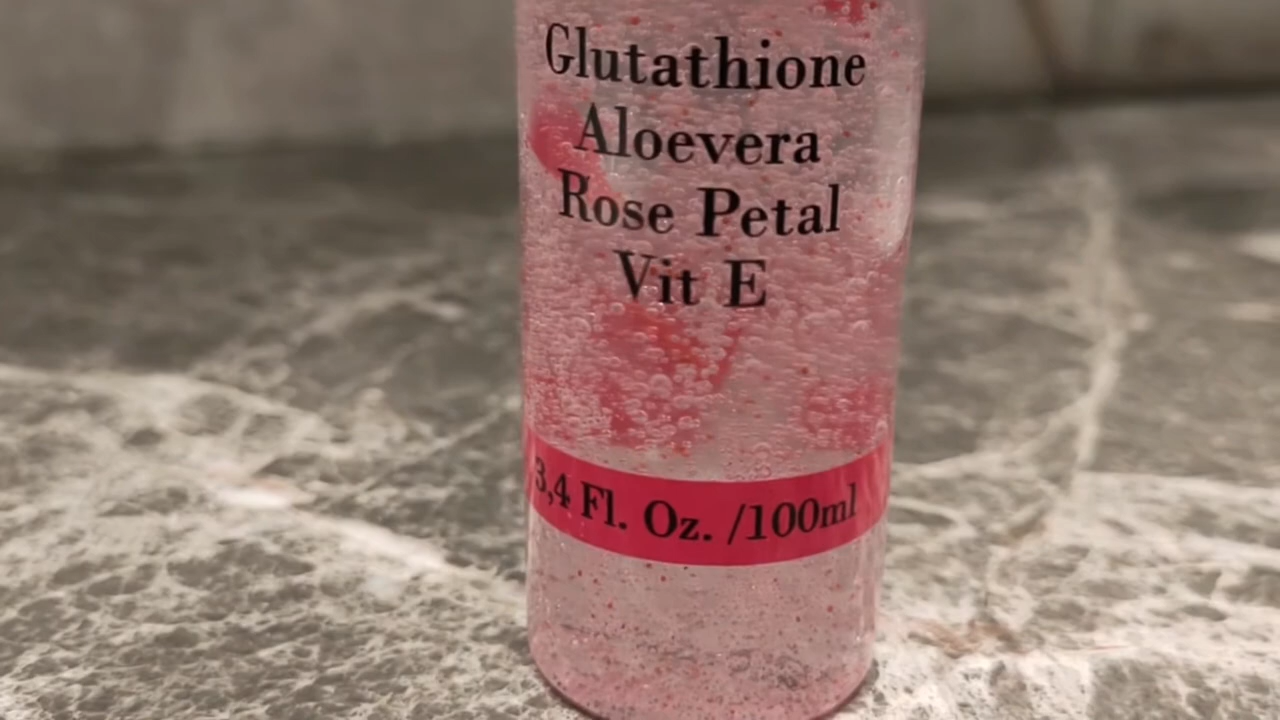 Glutathione
Aloevera
Rose Petal
Vit E
3,4 Fl. Oz. /100ml